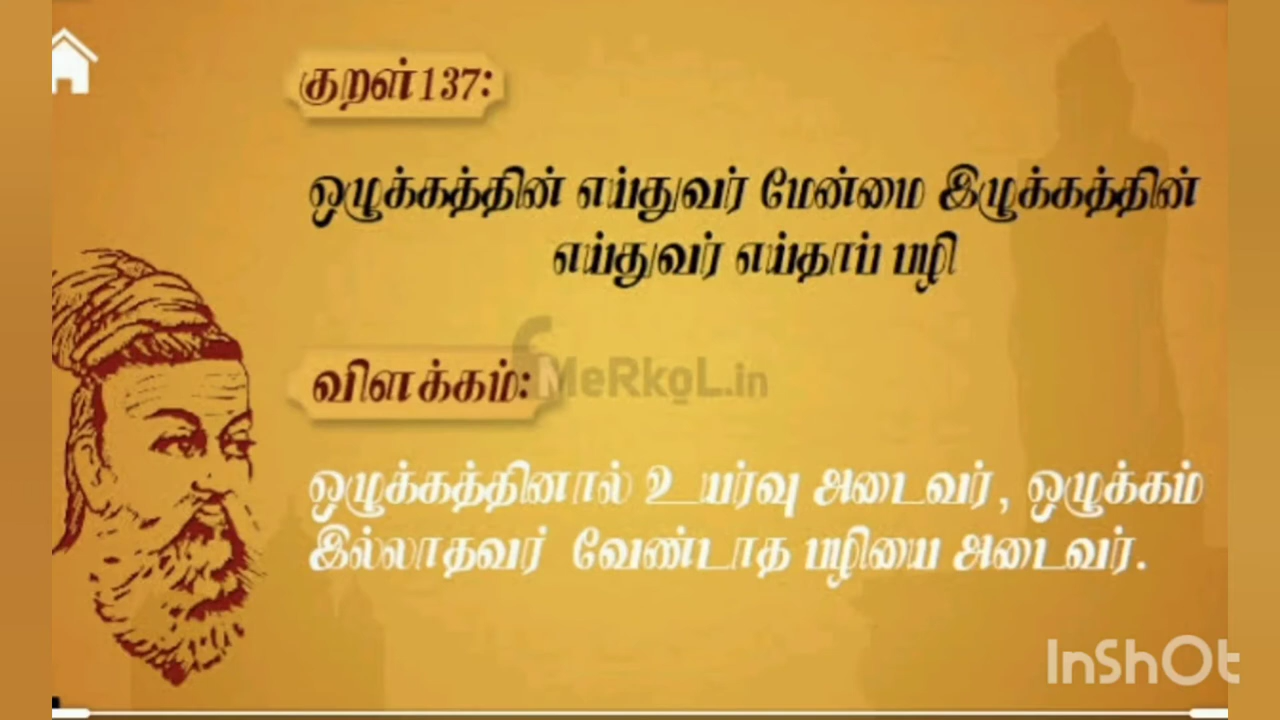 குறள்137:
ஒழுக்கத்தின் எய்துவர் மேன்மை இழுக்கத்தின்
எய்துவர் எய்தாப் பழி
MeRkoL.in
விளக்கம்:
ஒழுக்கத்தினால் உயர்வு அடைவர், ஒழுக்கம்
இல்லாதவர் வேண்டாத பழியை அடைவர்.
InShOt